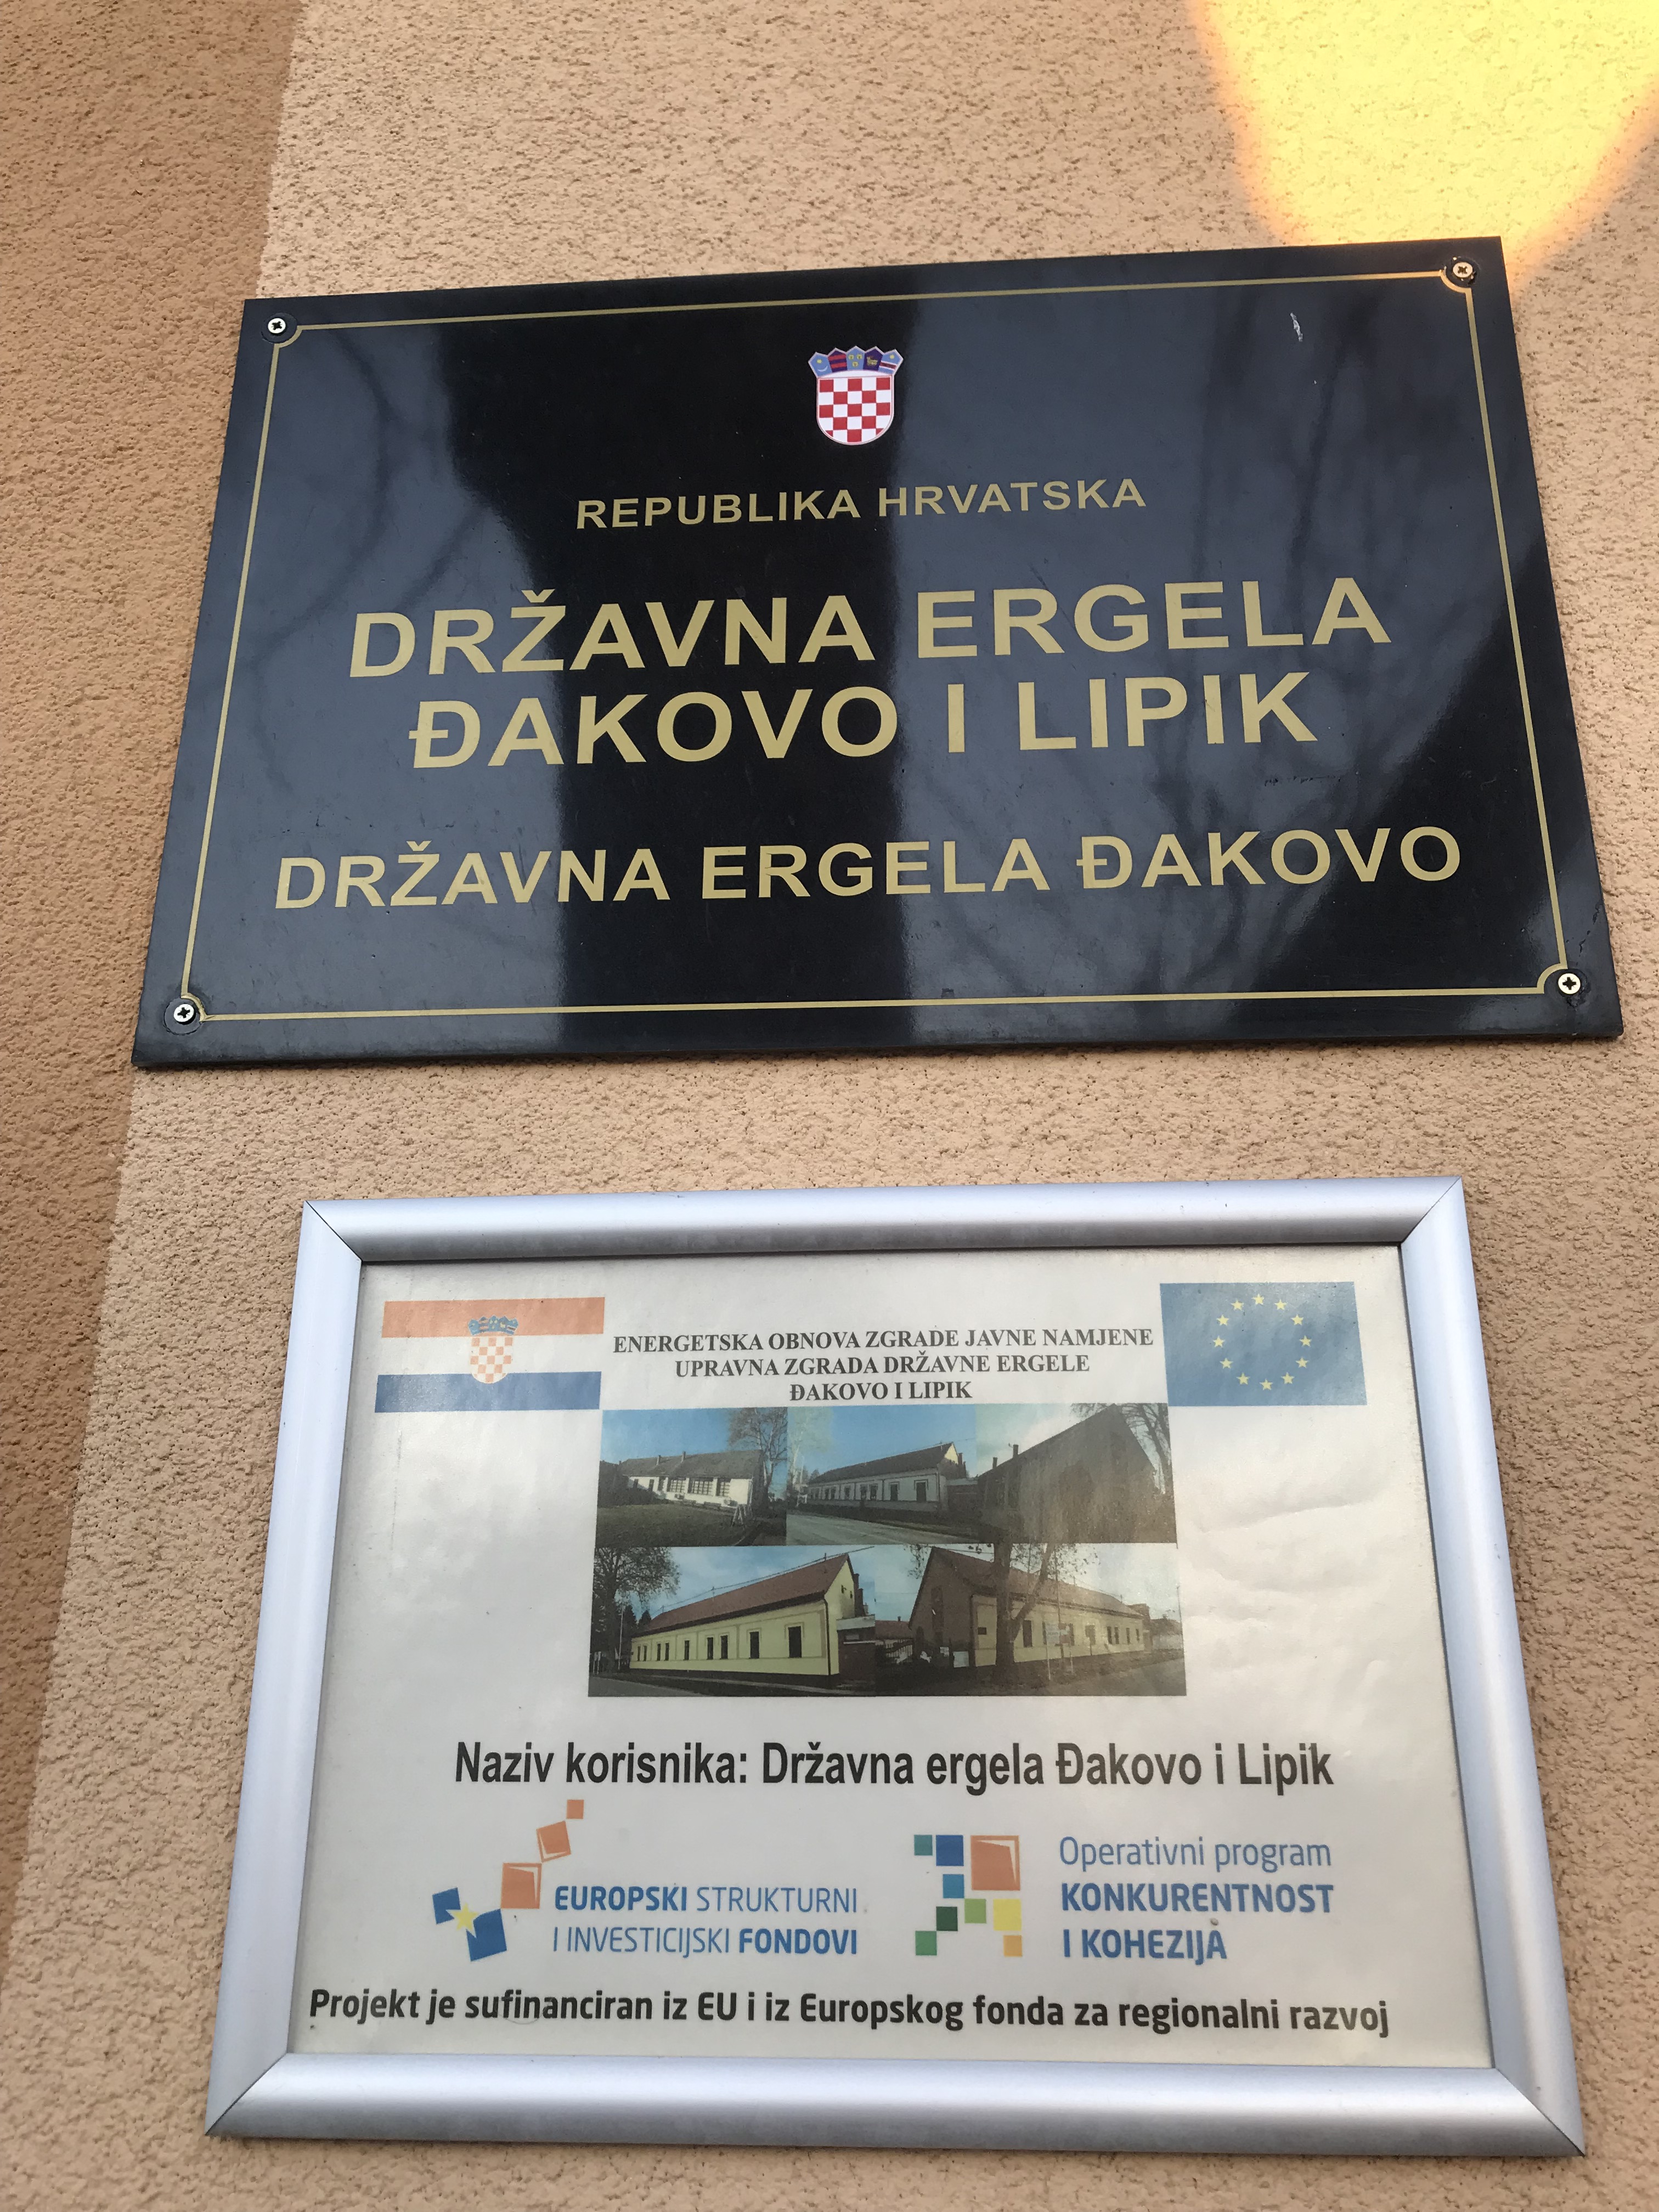 REPUBLIKA HRVATSKA
DRŽAVNA ERGELA
ĐAKOVO I LIPIK
DRŽAVNA ERGELA ĐAKOVO
ENERGETSKA OBNOVA ZGRADE JAVNE NAMJENE
UPRAVNA ZGRADA DRŽAVNE ERGELE
ĐAKOVO I LIPIK
Naziv korisnika: Državna ergela Đakovo i Lipik
EUROPSKI STRUKTURNI
I INVESTICIJSKI FONDOVI
Operativni program
KONKURENTNOST
I KOHEZIJA
Projekt je sufinanciran iz EU i iz Europskog fonda za regionalni razvoj